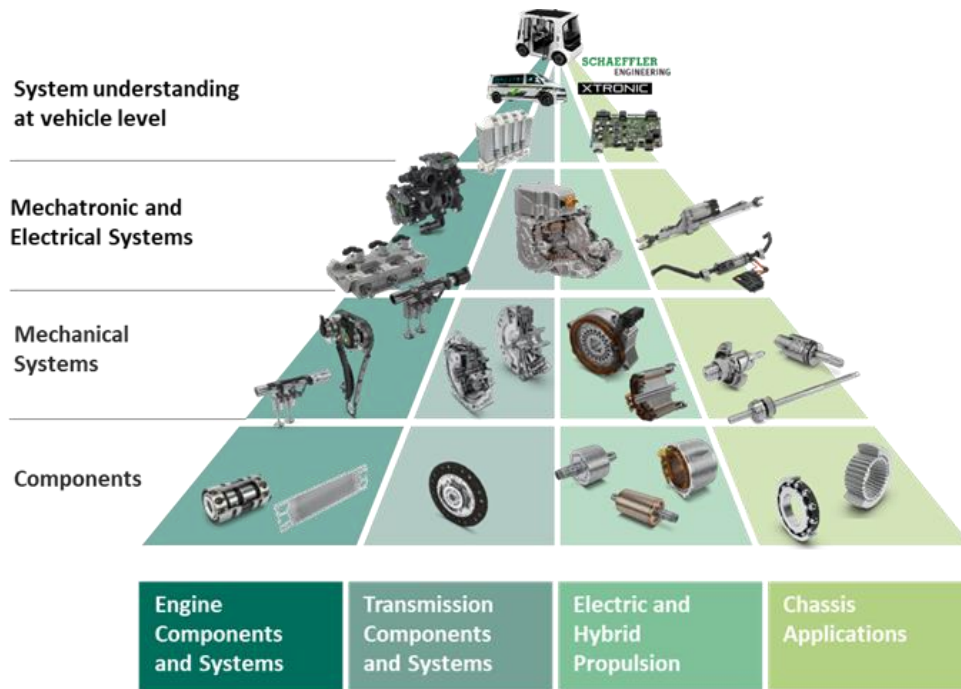 SCHAEFFLER
ENGINEERING
XTRONIC
System understanding
at vehicle level
Mechatronic and
Electrical Systems
Mechanical
Systems
Components
Engine
Components
and Systems
Transmission
Components
and Systems
Electric and
Hybrid
Propulsion
Chassis
Applications